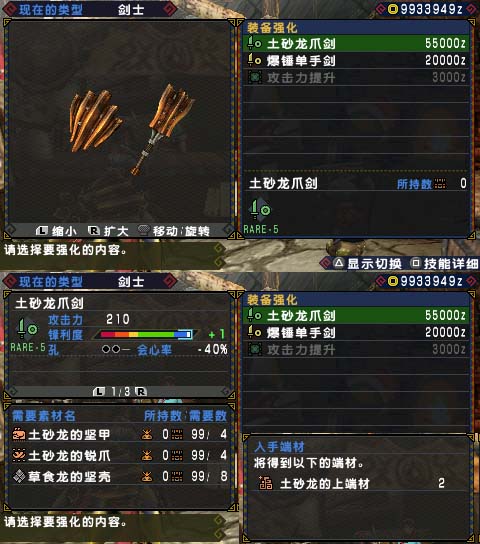 现在的类型 剑士
9933949z
装备强化
土砂龙爪剑 55000z
爆锤单手剑 20000z
攻击力提升 3000z
土砂龙爪剑 所持数 0
RARE-5
L 缩小 R 扩大 移动/旋转
请选择要强化的内容。
△显示切换 □技能详细
现在的类型 剑士
9933949z
土砂龙爪剑
攻击力 210
锋利度 +1
RARE-5
孔 ○○— 会心率 -40%
L 1/3 R
需要素材名 所持数/需要数
土砂龙的坚甲 0 99/ 4
土砂龙的锐爪 0 99/ 4
草食龙的坚壳 0 99/ 8
请选择要强化的内容。
装备强化
土砂龙爪剑 55000z
爆锤单手剑 20000z
攻击力提升 3000z
入手端材
将得到以下的端材。
土砂龙的上端材 2